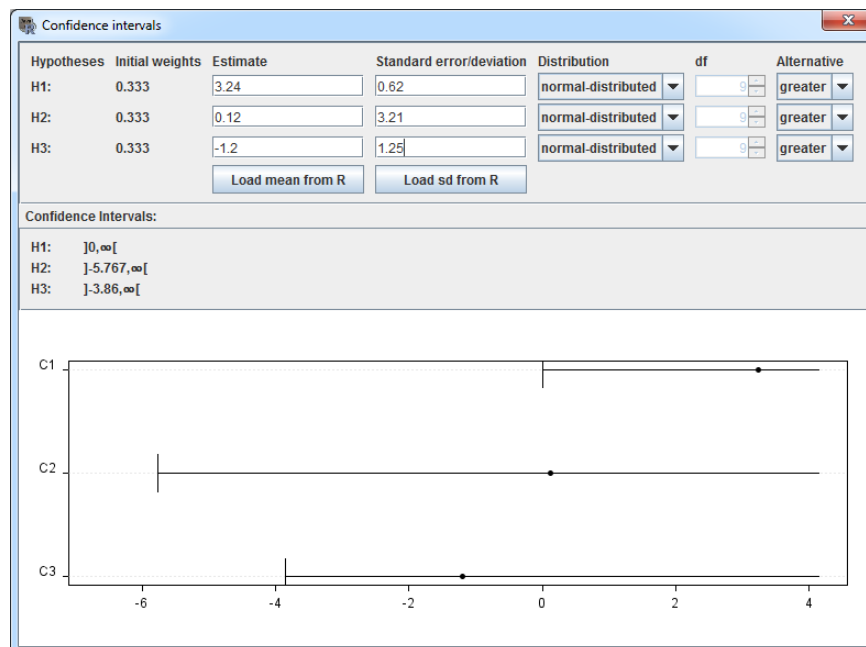 Confidence intervals
Hypotheses Initial weights Estimate Standard error/deviation Distribution df Alternative
H1: 0.333 3.24 0.62 normal-distributed 9 greater
H2: 0.333 0.12 3.21 normal-distributed 9 greater
H3: 0.333 -1.2 1.25 normal-distributed 9 greater
Load mean from R Load sd from R
Confidence Intervals:
H1: ]0,∞[
H2: ]-5.767,∞[
H3: ]-3.86,∞[
C1
C2
C3
-6 -4 -2 0 2 4